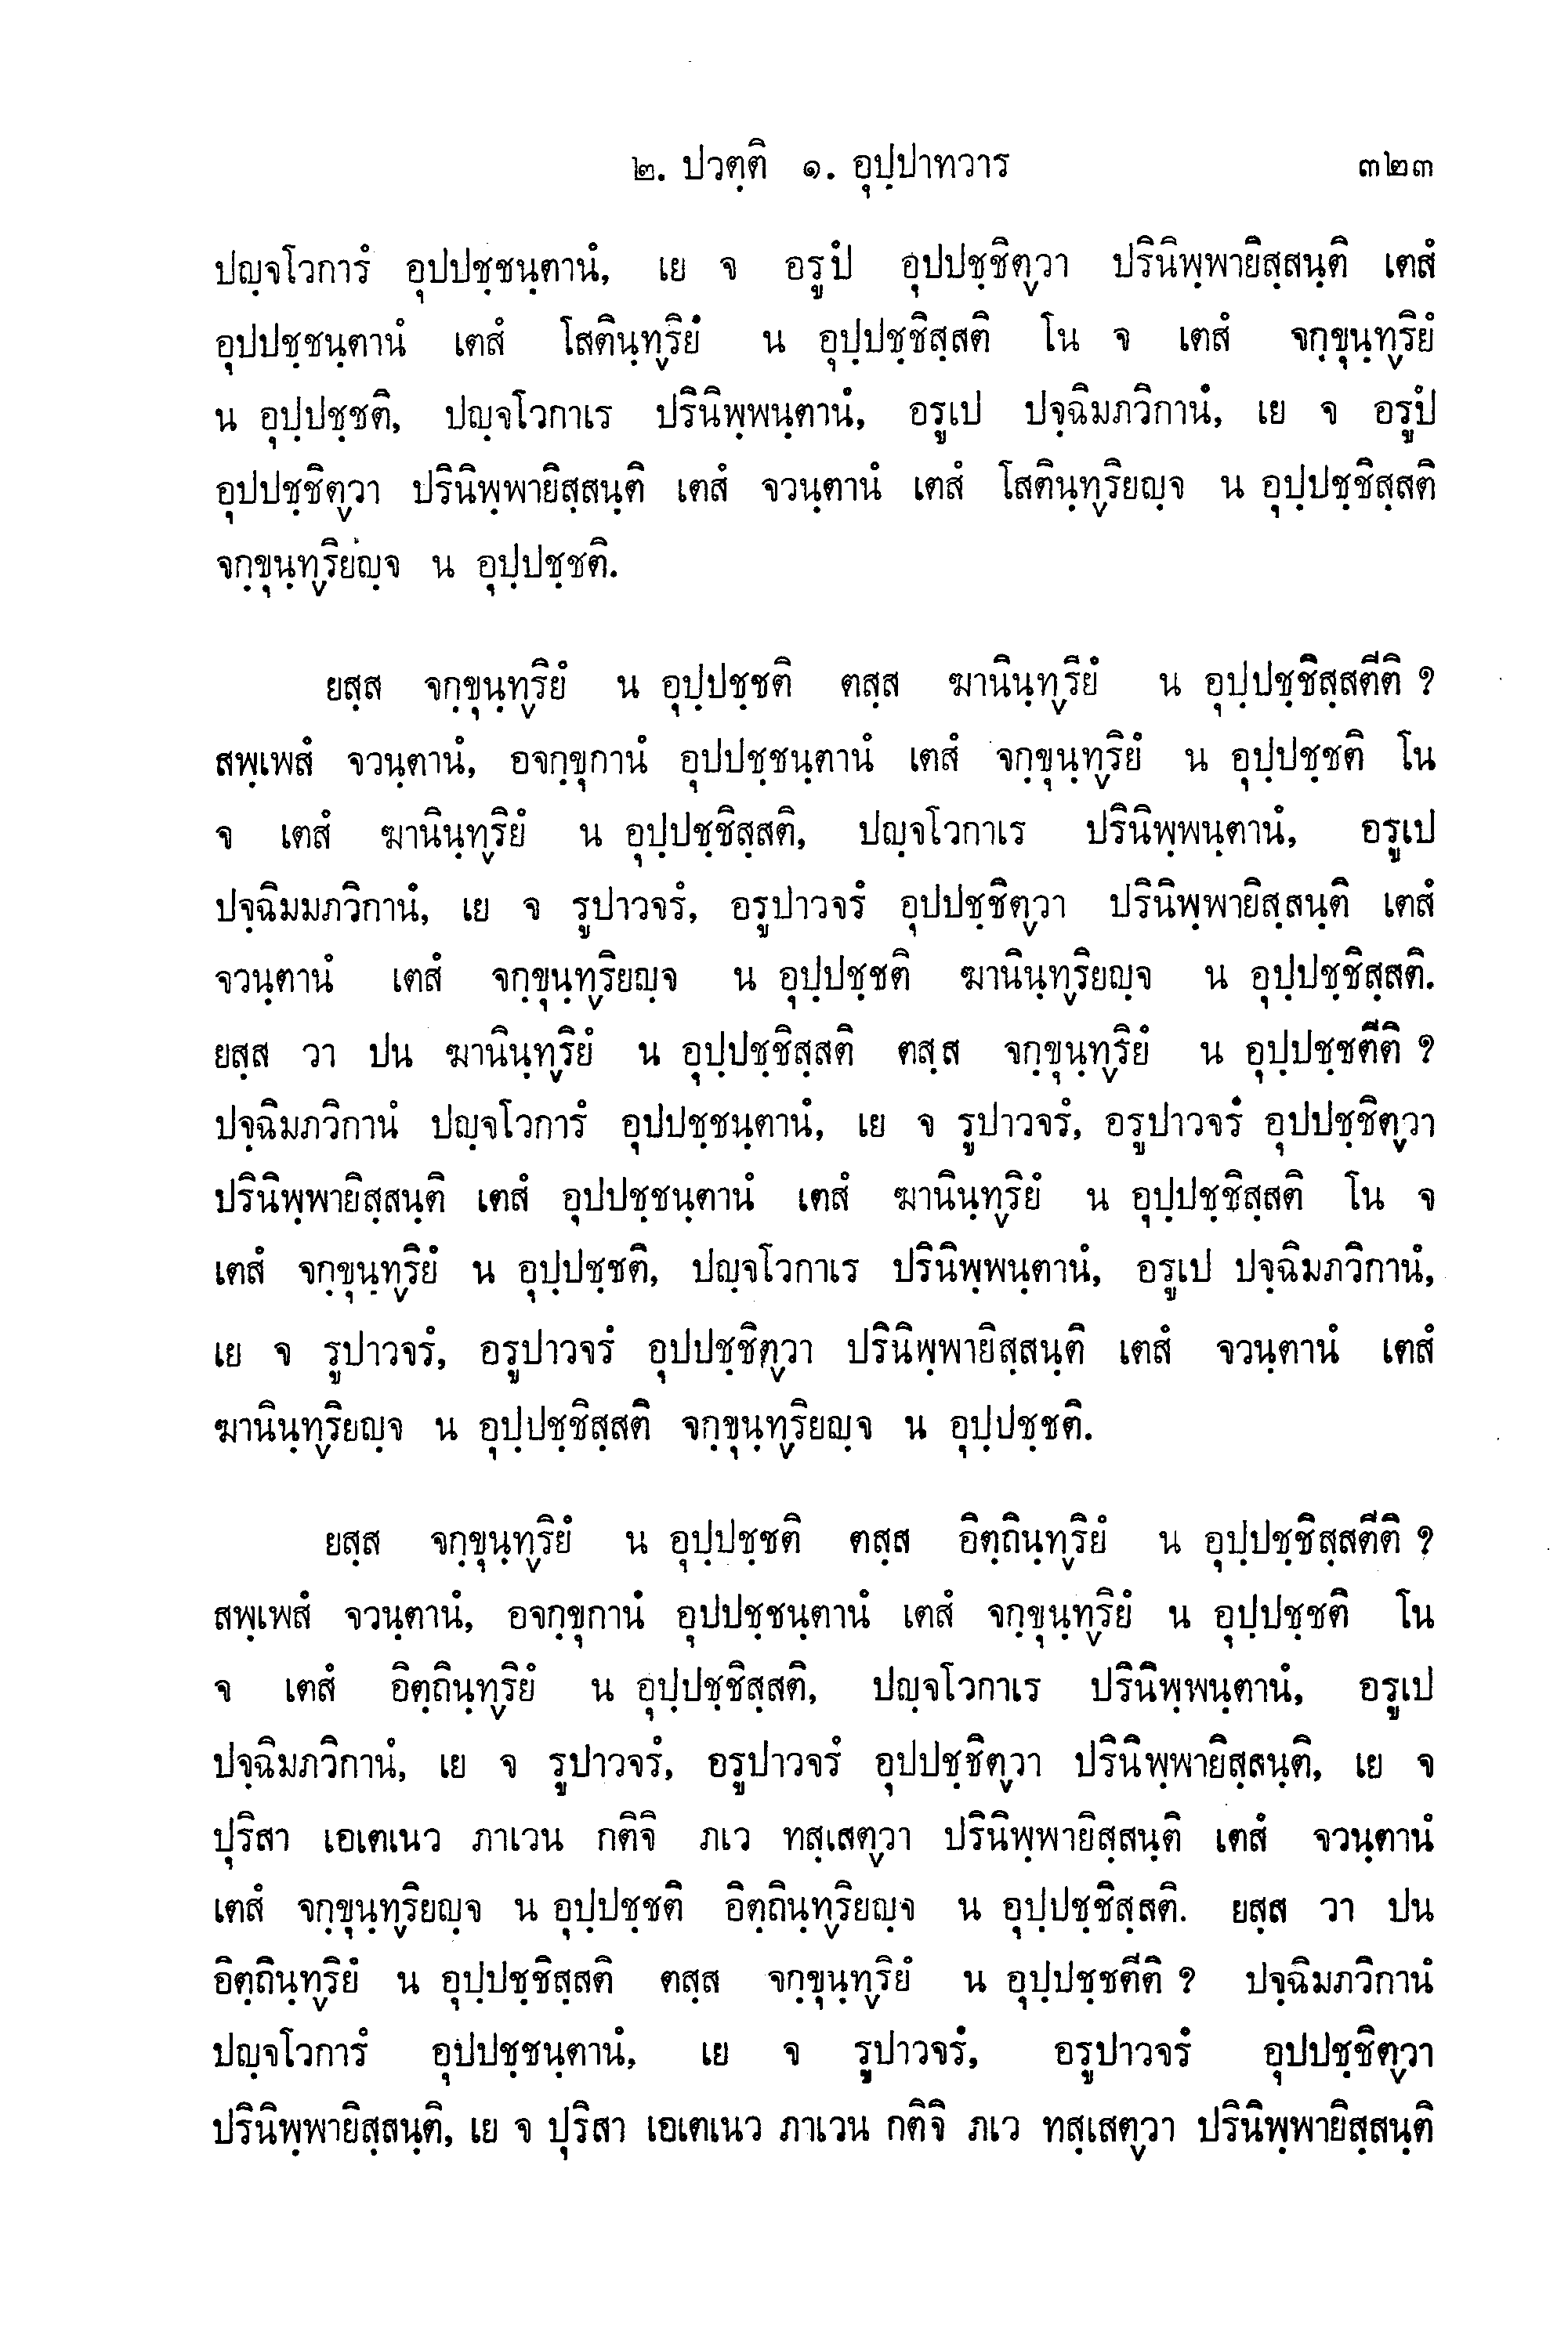 ๒. ปวตฺติ ๑. อุปฺปาทวาร ๓๒๓
ปญฺจโวการํ อุปปชฺชนฺตานํ, เย จ อรูปํ อุปปชฺชิตฺวา ปรินิพฺพายิสฺสนฺติ เตสํ
อุปปชฺชนฺตานํ เตสํ โสตินฺทฺริยํ น อุปฺปชฺชิสฺสติ โน จ เตสํ จกฺขุนฺทฺริยํ
น อุปฺปชฺชติ, ปญฺจโวกาเร ปรินิพฺพนฺตานํ, อรูเป ปจฺฉิมภวิกานํ, เย จ อรูปํ
อุปปชฺชิตฺวา ปรินิพฺพายิสฺสนฺติ เตสํ จวนฺตานํ เตสํ โสตินฺทฺริยญฺจ น อุปฺปชฺชิสฺสติ
จกฺขุนฺทฺริยญฺจ น อุปฺปชฺชติ.
ยสฺส จกฺขุนฺทฺริยํ น อุปฺปชฺชติ ตสฺส ฆานินฺทฺริยํ น อุปฺปชฺชิสฺสตีติ ?
สพฺเพสํ จวนฺตานํ, อจกฺขุกานํ อุปปชฺชนฺตานํ เตสํ จกฺขุนฺทฺริยํ น อุปฺปชฺชติ โน
จ เตสํ ฆานินฺทฺริยํ น อุปฺปชฺชิสฺสติ, ปญฺจโวกาเร ปรินิพฺพนฺตานํ, อรูเป
ปจฺฉิมมภวิกานํ, เย จ รูปาวจรํ, อรูปาวจรํ อุปปชฺชิตฺวา ปรินิพฺพายิสฺสนฺติ เตสํ
จวนฺตานํ เตสํ จกฺขุนฺทฺริยญฺจ น อุปฺปชฺชติ ฆานินฺทฺริยญฺจ น อุปฺปชฺชิสฺสติ.
ยสฺส วา ปน ฆานินฺทฺริยํ น อุปฺปชฺชิสฺสติ ตสฺส จกฺขุนฺทฺริยํ น อุปฺปชฺชตีติ ?
ปจฺฉิมภวิกานํ ปญฺจโวการํ อุปปชฺชนฺตานํ, เย จ รูปาวจรํ, อรูปาวจรํ อุปปชฺชิตฺวา
ปรินิพฺพายิสฺสนฺติ เตสํ อุปปชฺชนฺตานํ เตสํ ฆานินฺทฺริยํ น อุปฺปชฺชิสฺสติ โน จ
เตสํ จกฺขุนฺทฺริยํ น อุปฺปชฺชติ, ปญฺจโวกาเร ปรินิพฺพนฺตานํ, อรูเป ปจฺฉิมภวิกานํ,
เย จ รูปาวจรํ, อรูปาวจรํ อุปปชฺชิตฺวา ปรินิพฺพายิสฺสนฺติ เตสํ จวนฺตานํ เตสํ
ฆานินฺทฺริยญฺจ น อุปฺปชฺชิสฺสติ จกฺขุนฺทฺริยญฺจ น อุปฺปชฺชติ.
ยสฺส จกฺขุนฺทฺริยํ น อุปฺปชฺชติ ตสฺส อิตฺถินฺทฺริยํ น อุปฺปชฺชิสฺสตีติ ?
สพฺเพสํ จวนฺตานํ, อจกฺขุกานํ อุปปชฺชนฺตานํ เตสํ จกฺขุนฺทฺริยํ น อุปฺปชฺชติ โน
จ เตสํ อิตฺถินฺทฺริยํ น อุปฺปชฺชิสฺสติ, ปญฺจโวกาเร ปรินิพฺพนฺตานํ, อรูเป
ปจฺฉิมภวิกานํ, เย จ รูปาวจรํ, อรูปาวจรํ อุปปชฺชิตฺวา ปรินิพฺพายิสฺสนฺติ, เย จ
ปุริสา เอเตเนว ภาเวน กติจิ ภเว ทสฺเสตฺวา ปรินิพฺพายิสฺสนฺติ เตสํ จวนฺตานํ
เตสํ จกฺขุนฺทฺริยญฺจ น อุปฺปชฺชติ อิตฺถินฺทฺริยญฺจ น อุปฺปชฺชิสฺสติ. ยสฺส วา ปน
อิตฺถินฺทฺริยํ น อุปฺปชฺชิสฺสติ ตสฺส จกฺขุนฺทฺริยํ น อุปฺปชฺชตีติ ? ปจฺฉิมภวิกานํ
ปญฺจโวการํ อุปปชฺชนฺตานํ, เย จ รูปาวจรํ, อรูปาวจรํ อุปปชฺชิตฺวา
ปรินิพฺพายิสฺสนฺติ, เย จ ปุริสา เอเตเนว ภาเวน กติจิ ภเว ทสฺเสตฺวา ปรินิพฺพายิสฺสนฺติ